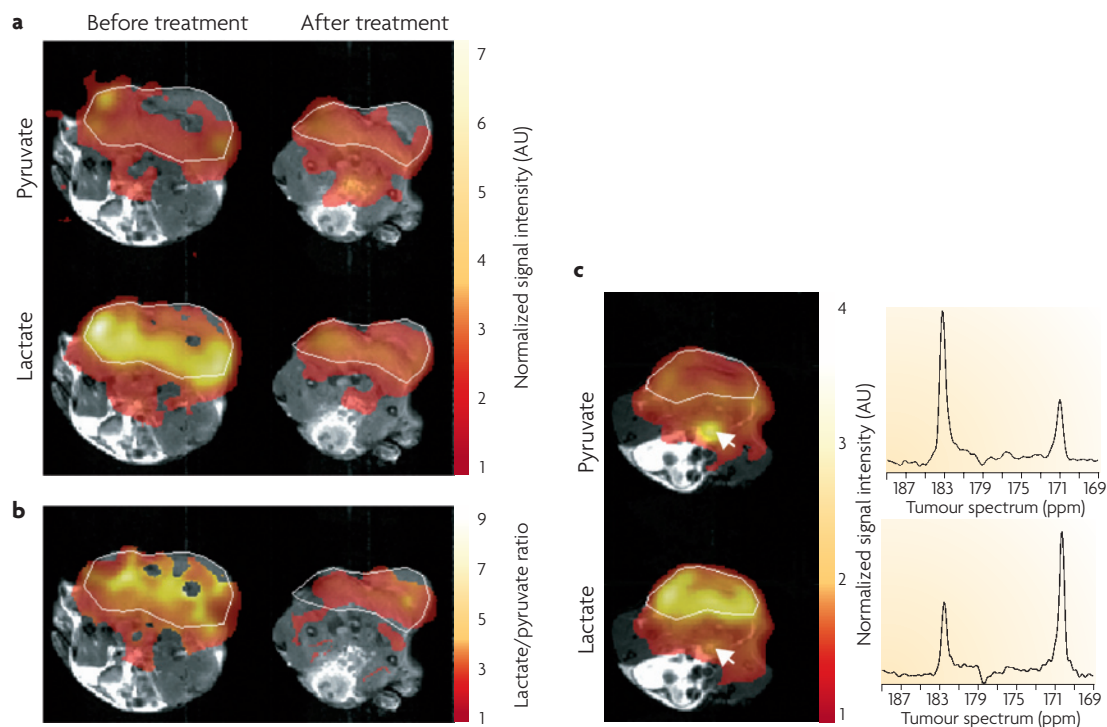 a
Before treatment
After treatment
Pyruvate
Lactate
7
6
5
4
3
2
1
Normalized signal intensity (AU)
b
9
7
5
3
1
Lactate/pyruvate ratio
c
Pyruvate
Lactate
4
3
2
1
Normalized signal intensity (AU)
187 183 179 175 171 169
Tumour spectrum (ppm)
187 183 179 175 171 169
Tumour spectrum (ppm)